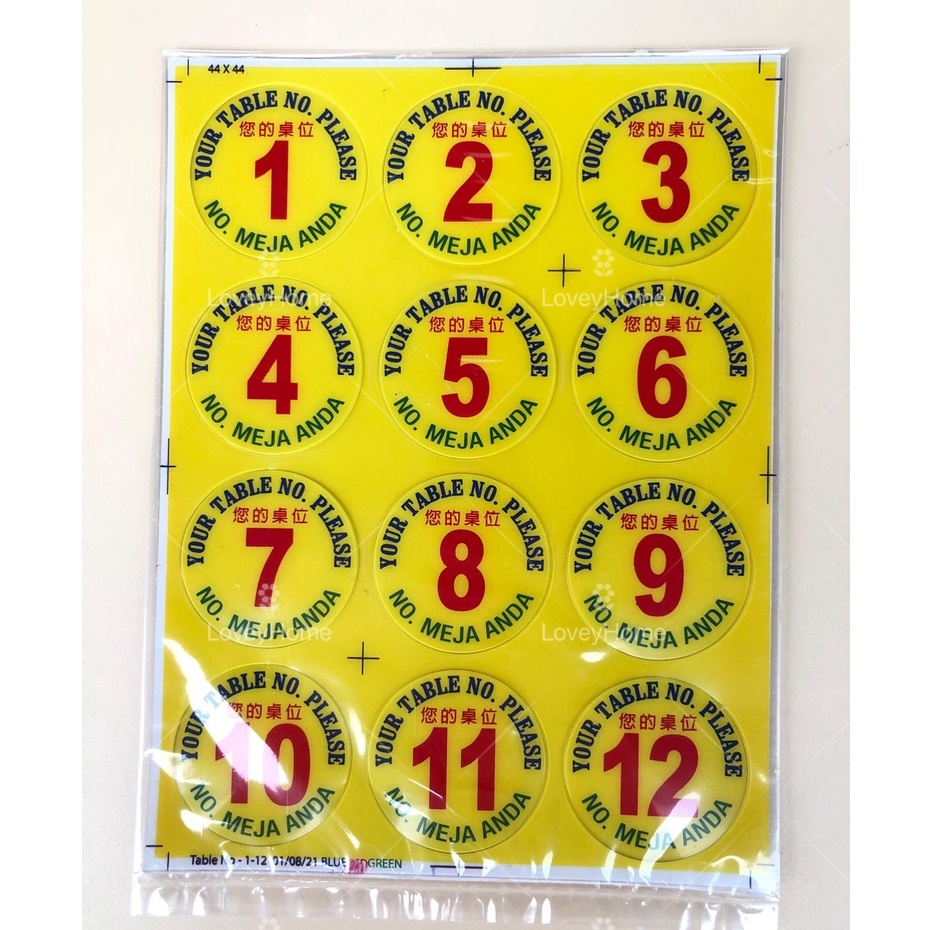 44 X 44
YOUR TABLE NO. PLEASE
您的桌位
1
NO. MEJA ANDA
YOUR TABLE NO. PLEASE
您的桌位
2
NO. MEJA ANDA
YOUR TABLE NO. PLEASE
您的桌位
3
NO. MEJA ANDA
LoveyHome
LoveyHome
YOUR TABLE NO. PLEASE
您的桌位
4
NO. MEJA ANDA
YOUR TABLE NO. PLEASE
您的桌位
5
NO. MEJA ANDA
YOUR TABLE NO. PLEASE
您的桌位
6
NO. MEJA ANDA
YOUR TABLE NO. PLEASE
您的桌位
7
NO. MEJA ANDA
YOUR TABLE NO. PLEASE
您的桌位
8
NO. MEJA ANDA
YOUR TABLE NO. PLEASE
您的桌位
9
NO. MEJA ANDA
LoveyHome
LoveyHome
YOUR TABLE NO. PLEASE
您的桌位
10
NO. MEJA ANDA
YOUR TABLE NO. PLEASE
您的桌位
11
NO. MEJA ANDA
YOUR TABLE NO. PLEASE
您的桌位
12
NO. MEJA ANDA
Table No - 1-12 01/08/21 BLUE GREEN